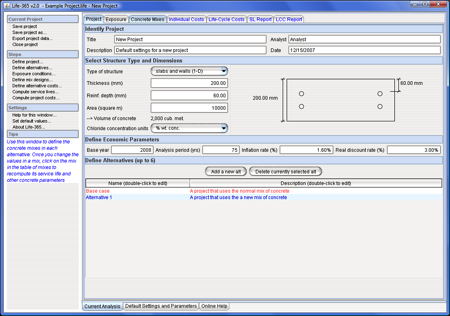 Life-365 v2.0 - Example Project.life - New Project
Current Project
Save project
Save project as...
Export project data...
Close project
Steps
Define project...
Define alternatives...
Exposure conditions...
Define mix designs...
Define alternative costs...
Compute service lives...
Compute project costs...
Settings
Help for this window...
Set default values...
About Life-365...
Tips
Use this window to define the
concrete mixes in each
alternative. Once you change the
values in a mix, click on the mix
in the table of mixes to
recompute its service life and
other concrete parameters
Project Exposure Concrete Mixes Individual Costs Life-Cycle Costs SL Report LCC Report
Identify Project
Title New Project Analyst Analyst
Description Default settings for a new project Date 12/15/2007
Select Structure Type and Dimensions
Type of structure slabs and walls (1-D)
Thickness (mm) 200.00
Reinf. depth (mm) 60.00
Area (square m) 10000
--> Volume of concrete 2,000 cub. met.
Chloride concentration units % wt. conc.
200.00 mm
60.00 mm
Define Economic Parameters
Base year 2008 Analysis period (yrs) 75 Inflation rate (%) 1.60% Real discount rate (%) 3.00%
Define Alternatives (up to 6)
Add a new alt Delete currently selected alt
Name (double-click to edit) Description (double-click to edit)
Base case A project that uses the normal mix of concrete
Alternative 1 A project that uses the a new mix of concrete
Current Analysis Default Settings and Parameters Online Help